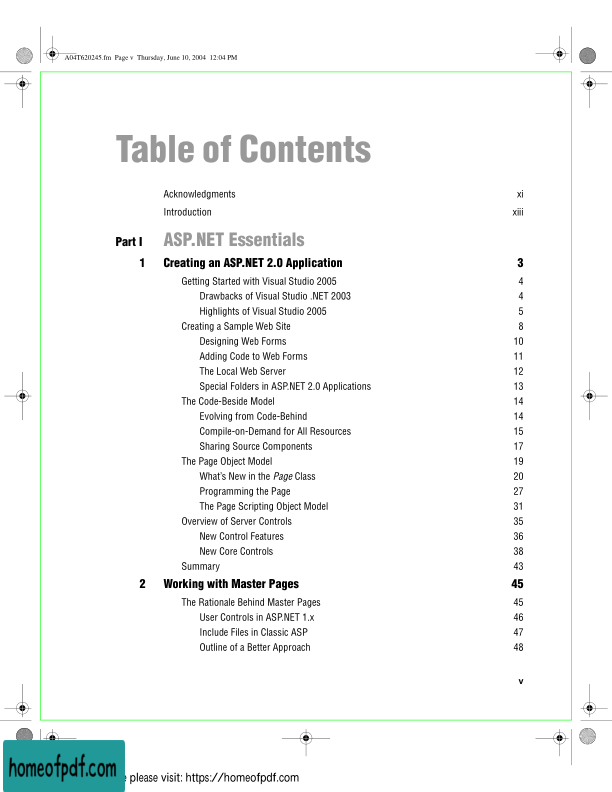 A04T620245.fm Page v Thursday, June 10, 2004 12:04 PM
Table of Contents
Acknowledgments xi
Introduction xiii
Part I ASP.NET Essentials
1 Creating an ASP.NET 2.0 Application 3
Getting Started with Visual Studio 2005 4
Drawbacks of Visual Studio .NET 2003 4
Highlights of Visual Studio 2005 5
Creating a Sample Web Site 8
Designing Web Forms 10
Adding Code to Web Forms 11
The Local Web Server 12
Special Folders in ASP.NET 2.0 Applications 13
The Code-Beside Model 14
Evolving from Code-Behind 14
Compile-on-Demand for All Resources 15
Sharing Source Components 17
The Page Object Model 19
What's New in the Page Class 20
Programming the Page 27
The Page Scripting Object Model 31
Overview of Server Controls 35
New Control Features 36
New Core Controls 38
Summary 43
2 Working with Master Pages 45
The Rationale Behind Master Pages 45
User Controls in ASP.NET 1.x 46
Include Files in Classic ASP 47
Outline of a Better Approach 48
v
homeofpdf.com
please visit: https://homeofpdf.com